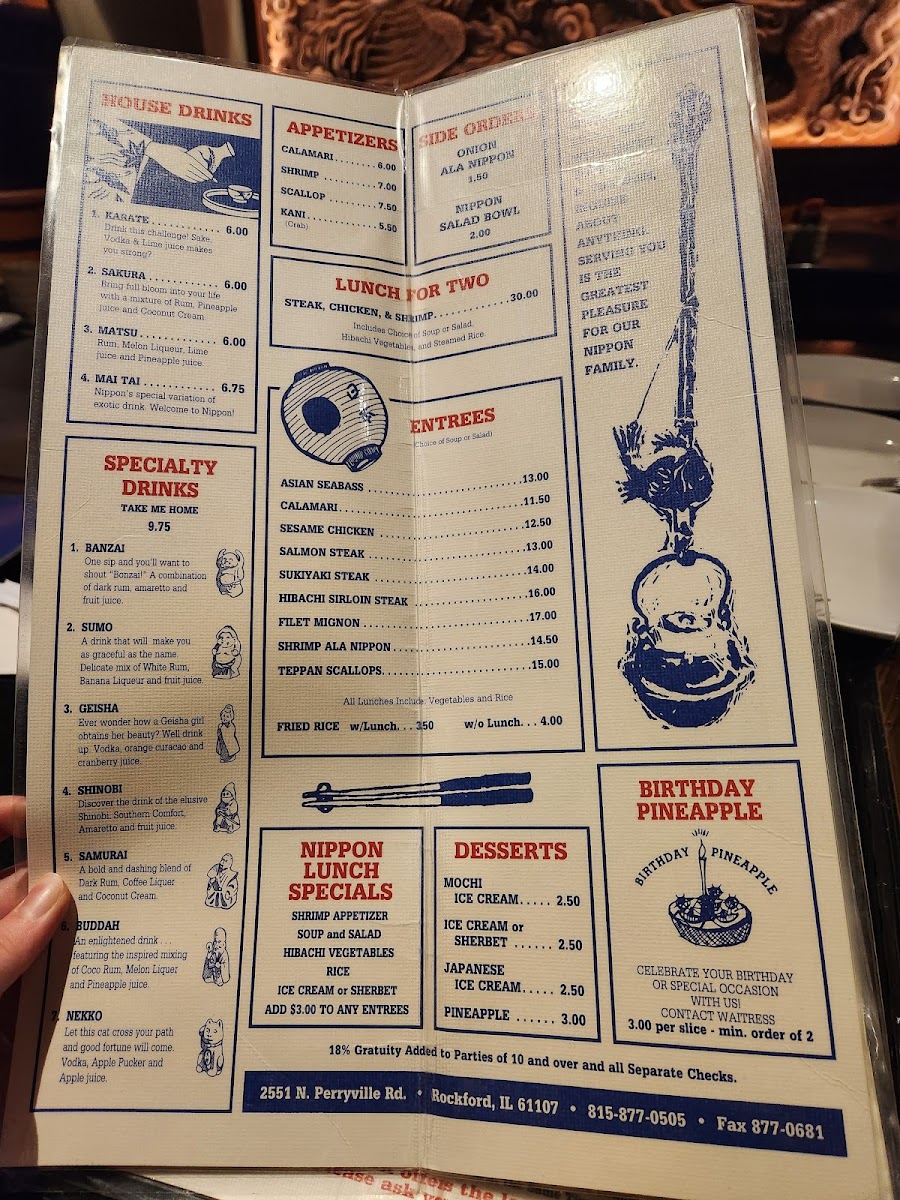 HOUSE DRINKS
1. KARATE . . . . . . . . . . . 6.00
Drink this challenge! Sake,
Vodka & Lime juice makes
you strong?
2. SAKURA . . . . . . . . . . . 6.00
Bring full bloom into your life
with a mixture of Rum, Pineapple
juice and Coconut Cream.
3. MATSU . . . . . . . . . . . . 6.00
Rum, Melon Liqueur, Lime
juice and Pineapple juice.
4. MAI TAI . . . . . . . . . . . 6.75
Nippon's special variation of
exotic drink. Welcome to Nippon!
SPECIALTY
DRINKS
TAKE ME HOME
9.75
1. BANZAI
One sip and you'll want to
shout "Bonzai!" A combination
of dark rum, amaretto and
fruit juice.
2. SUMO
A drink that will make you
as graceful as the name.
Delicate mix of White Rum,
Banana Liqueur and fruit juice.
3. GEISHA
Ever wonder how a Geisha girl
obtains her beauty? Well drink
up. Vodka, orange curacao and
cranberry juice.
4. SHINOBI
Discover the drink of the elusive
Shinobi. Southern Comfort,
Amaretto and fruit juice.
5. SAMURAI
A bold and dashing blend of
Dark Rum, Coffee Liquer
and Coconut Cream.
6. BUDDAH
An enlightened drink . . .
featuring the inspired mixing
of Coco Rum, Melon Liquer
and Pineapple juice.
7. NEKKO
Let this cat cross your path
and good fortune will come.
Vodka, Apple Pucker and
Apple juice.
APPETIZERS
CALAMARI . . . . . . . 6.00
SHRIMP . . . . . . . . . 7.00
SCALLOP . . . . . . . . 7.50
KANI . . . . . . . . . . . 5.50
(Crab)
SIDE ORDERS
ONION
ALA NIPPON
1.50
NIPPON
SALAD BOWL
2.00
LUNCH FOR TWO
STEAK, CHICKEN, & SHRIMP . . . . . . . . . . . . 30.00
Includes Choice of Soup or Salad.
Hibachi Vegetables, and Steamed Rice.
ENTREES
(Choice of Soup or Salad)
ASIAN SEABASS . . . . . . . . . . . . . . . . . . . . 13.00
CALAMARI . . . . . . . . . . . . . . . . . . . . . . . . 11.50
SESAME CHICKEN . . . . . . . . . . . . . . . . . . . 12.50
SALMON STEAK . . . . . . . . . . . . . . . . . . . . 13.00
SUKIYAKI STEAK . . . . . . . . . . . . . . . . . . . 14.00
HIBACHI SIRLOIN STEAK . . . . . . . . . . . . . . 16.00
FILET MIGNON . . . . . . . . . . . . . . . . . . . . . 17.00
SHRIMP ALA NIPPON . . . . . . . . . . . . . . . . . 14.50
TEPPAN SCALLOPS . . . . . . . . . . . . . . . . . . 15.00
All Lunches Include: Vegetables and Rice
FRIED RICE w/Lunch. . . 350 w/o Lunch. . . 4.00
ABOUT
ANYTHING.
SERVING YOU
IS THE
GREATEST
PLEASURE
FOR OUR
NIPPON
FAMILY.
NIPPON
LUNCH
SPECIALS
SHRIMP APPETIZER
SOUP and SALAD
HIBACHI VEGETABLES
RICE
ICE CREAM or SHERBET
ADD $3.00 TO ANY ENTREES
DESSERTS
MOCHI
ICE CREAM . . . . . 2.50
ICE CREAM or
SHERBET . . . . . . 2.50
JAPANESE
ICE CREAM . . . . . 2.50
PINEAPPLE . . . . . . 3.00
BIRTHDAY
PINEAPPLE
BIRTHDAY PINEAPPLE
CELEBRATE YOUR BIRTHDAY
OR SPECIAL OCCASION
WITH US!
CONTACT WAITRESS
3.00 per slice - min. order of 2
18% Gratuity Added to Parties of 10 and over and all Separate Checks.
2551 N. Perryville Rd. • Rockford, IL 61107 • 815-877-0505 • Fax 877-0681